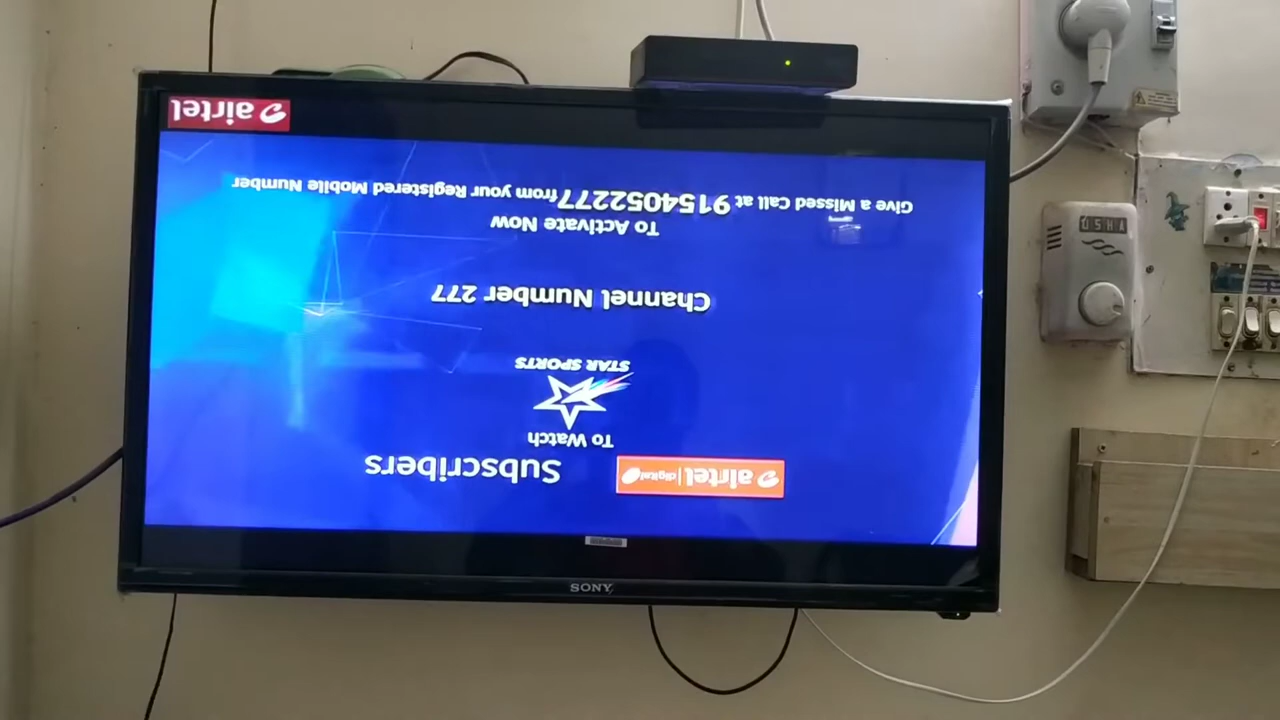 airtel digital Subscribers
To Watch
STAR SPORTS
Channel Number 277
To Activate Now
Give a Missed Call at 9154052277 from your Registered Mobile Number
airtel
SONY
USHA